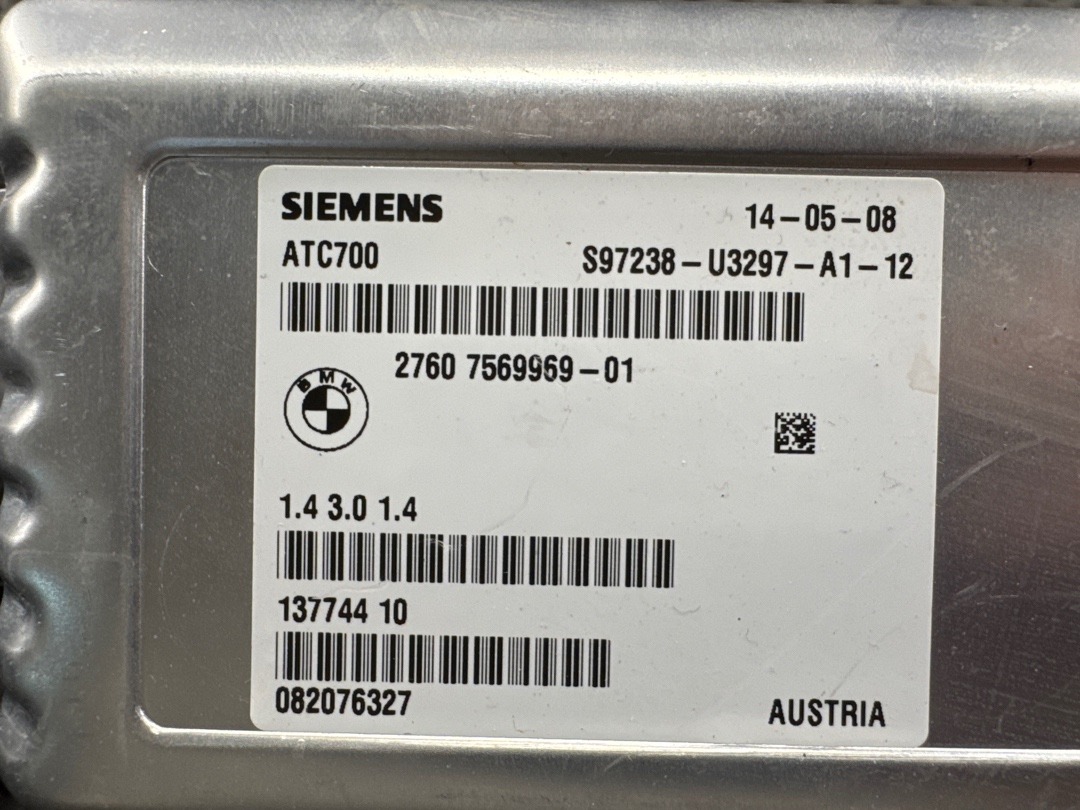 SIEMENS 14-05-08
ATC700 S97238-U3297-A1-12
2760 7569969-01
BMW
1.4 3.0 1.4
137744 10
082076327 AUSTRIA